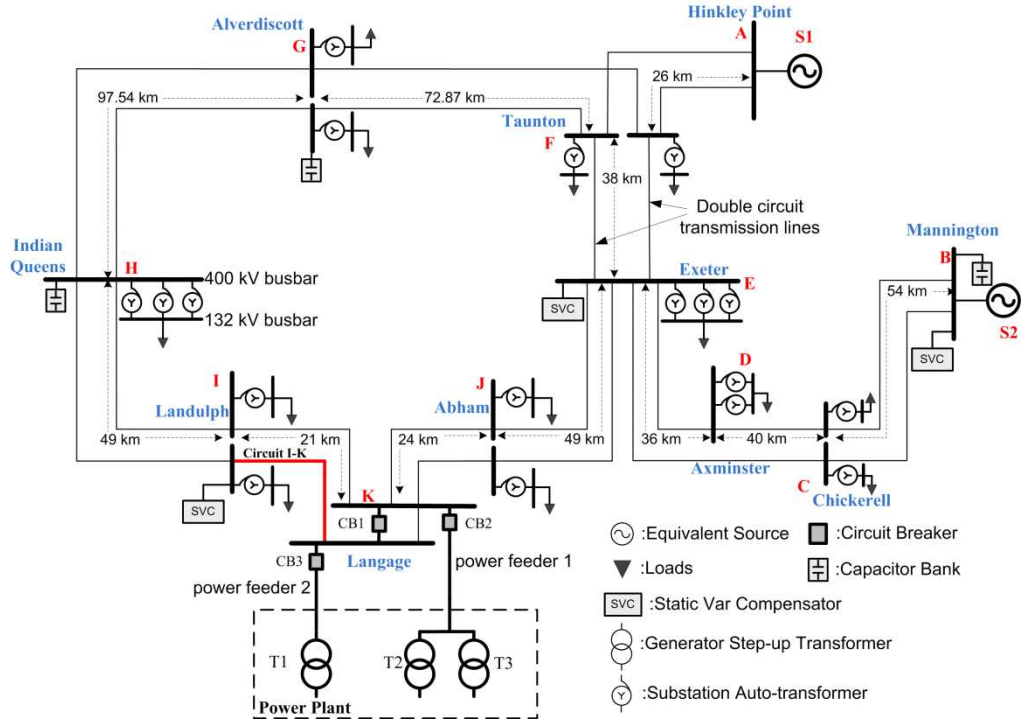 Hinkley Point
Alverdiscott
A
S1
G
26 km
97.54 km
72.87 km
Taunton
F
38 km
Double circuit
transmission lines
Mannington
Indian
Queens
B
H
400 kV busbar
Exeter
E
54 km
SVC
132 kV busbar
S2
SVC
D
I
J
Landulph
Abham
49 km
21 km
24 km
49 km
36 km
40 km
Circuit I-K
Axminster
K
C
Chickerell
SVC
CB1
CB2
:Equivalent Source
:Circuit Breaker
CB3
Langage
power feeder 1
:Loads
:Capacitor Bank
power feeder 2
SVC
:Static Var Compensator
:Generator Step-up Transformer
T1
T2
T3
:Substation Auto-transformer
Power Plant